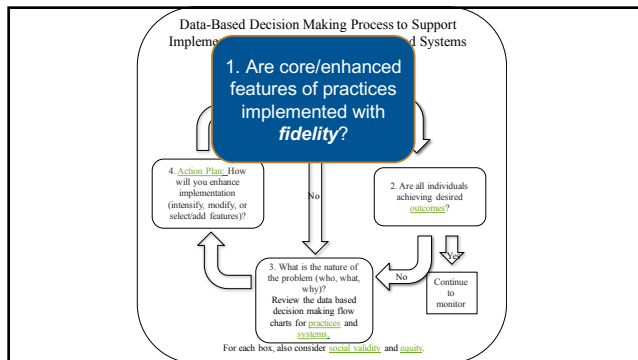 Data-Based Decision Making Process to Support
Systems
1. Are core/enhanced
features of practices
implemented with
fidelity?
4. Action Plan: How
will you enhance
implementation
(intensify, modify, or
select/add features)?
No
2. Are all individuals
achieving desired
outcomes?
Yes
No
3. What is the nature of
the problem (who, what,
why)?
Review the data based
decision making flow
charts for practices and
systems.
Continue
to
monitor
For each box, also consider social validity and equity.